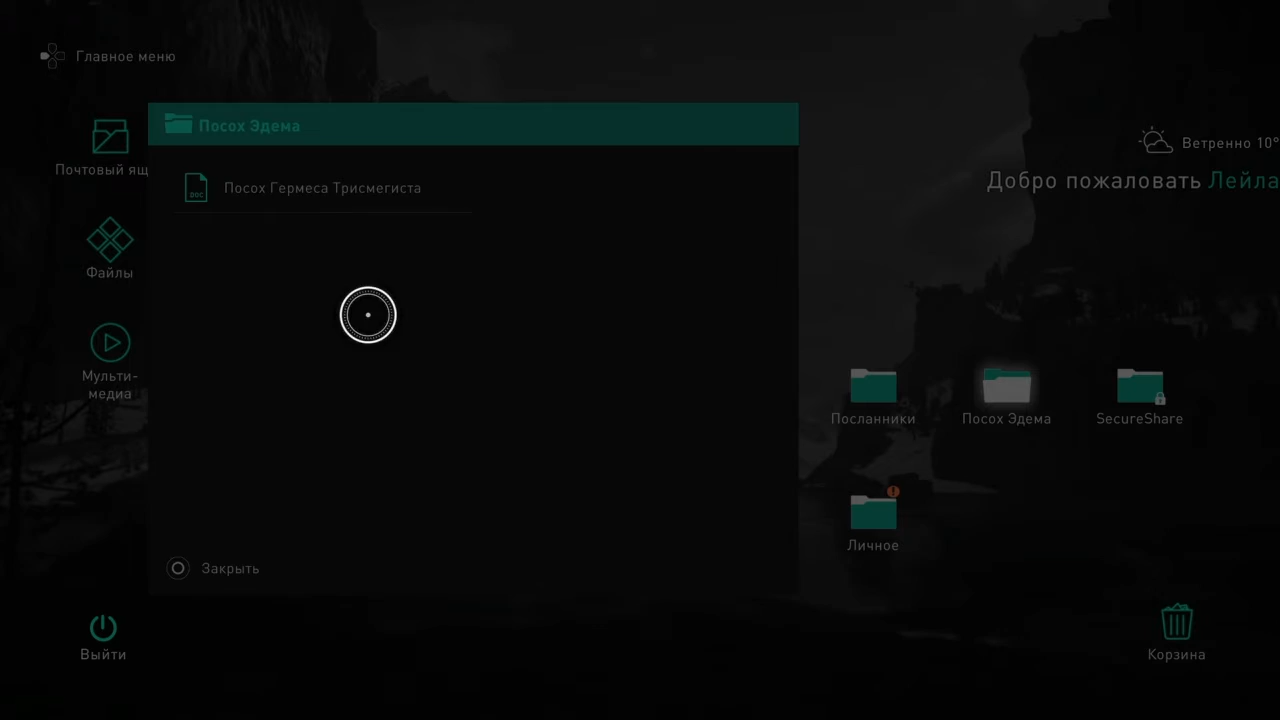 Главное меню
Посох Эдема
Почтовый ящ
DOC
Посох Гермеса Трисмегиста
Ветренно 10°
Добро пожаловать Лейла
Файлы
Мульти-
медиа
Посланники
Посох Эдема
SecureShare
Личное
Закрыть
Выйти
Корзина